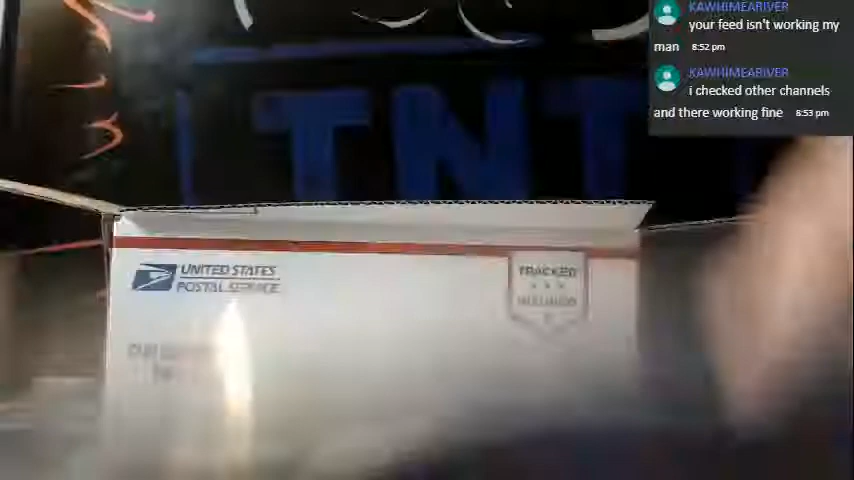 KAWHIMEARIVER
your feed isn't working my
man 8:52 pm
KAWHIMEARIVER
i checked other channels
and there working fine 8:53 pm
TNT
UNITED STATES
POSTAL SERVICE
TRACKED
INSURED